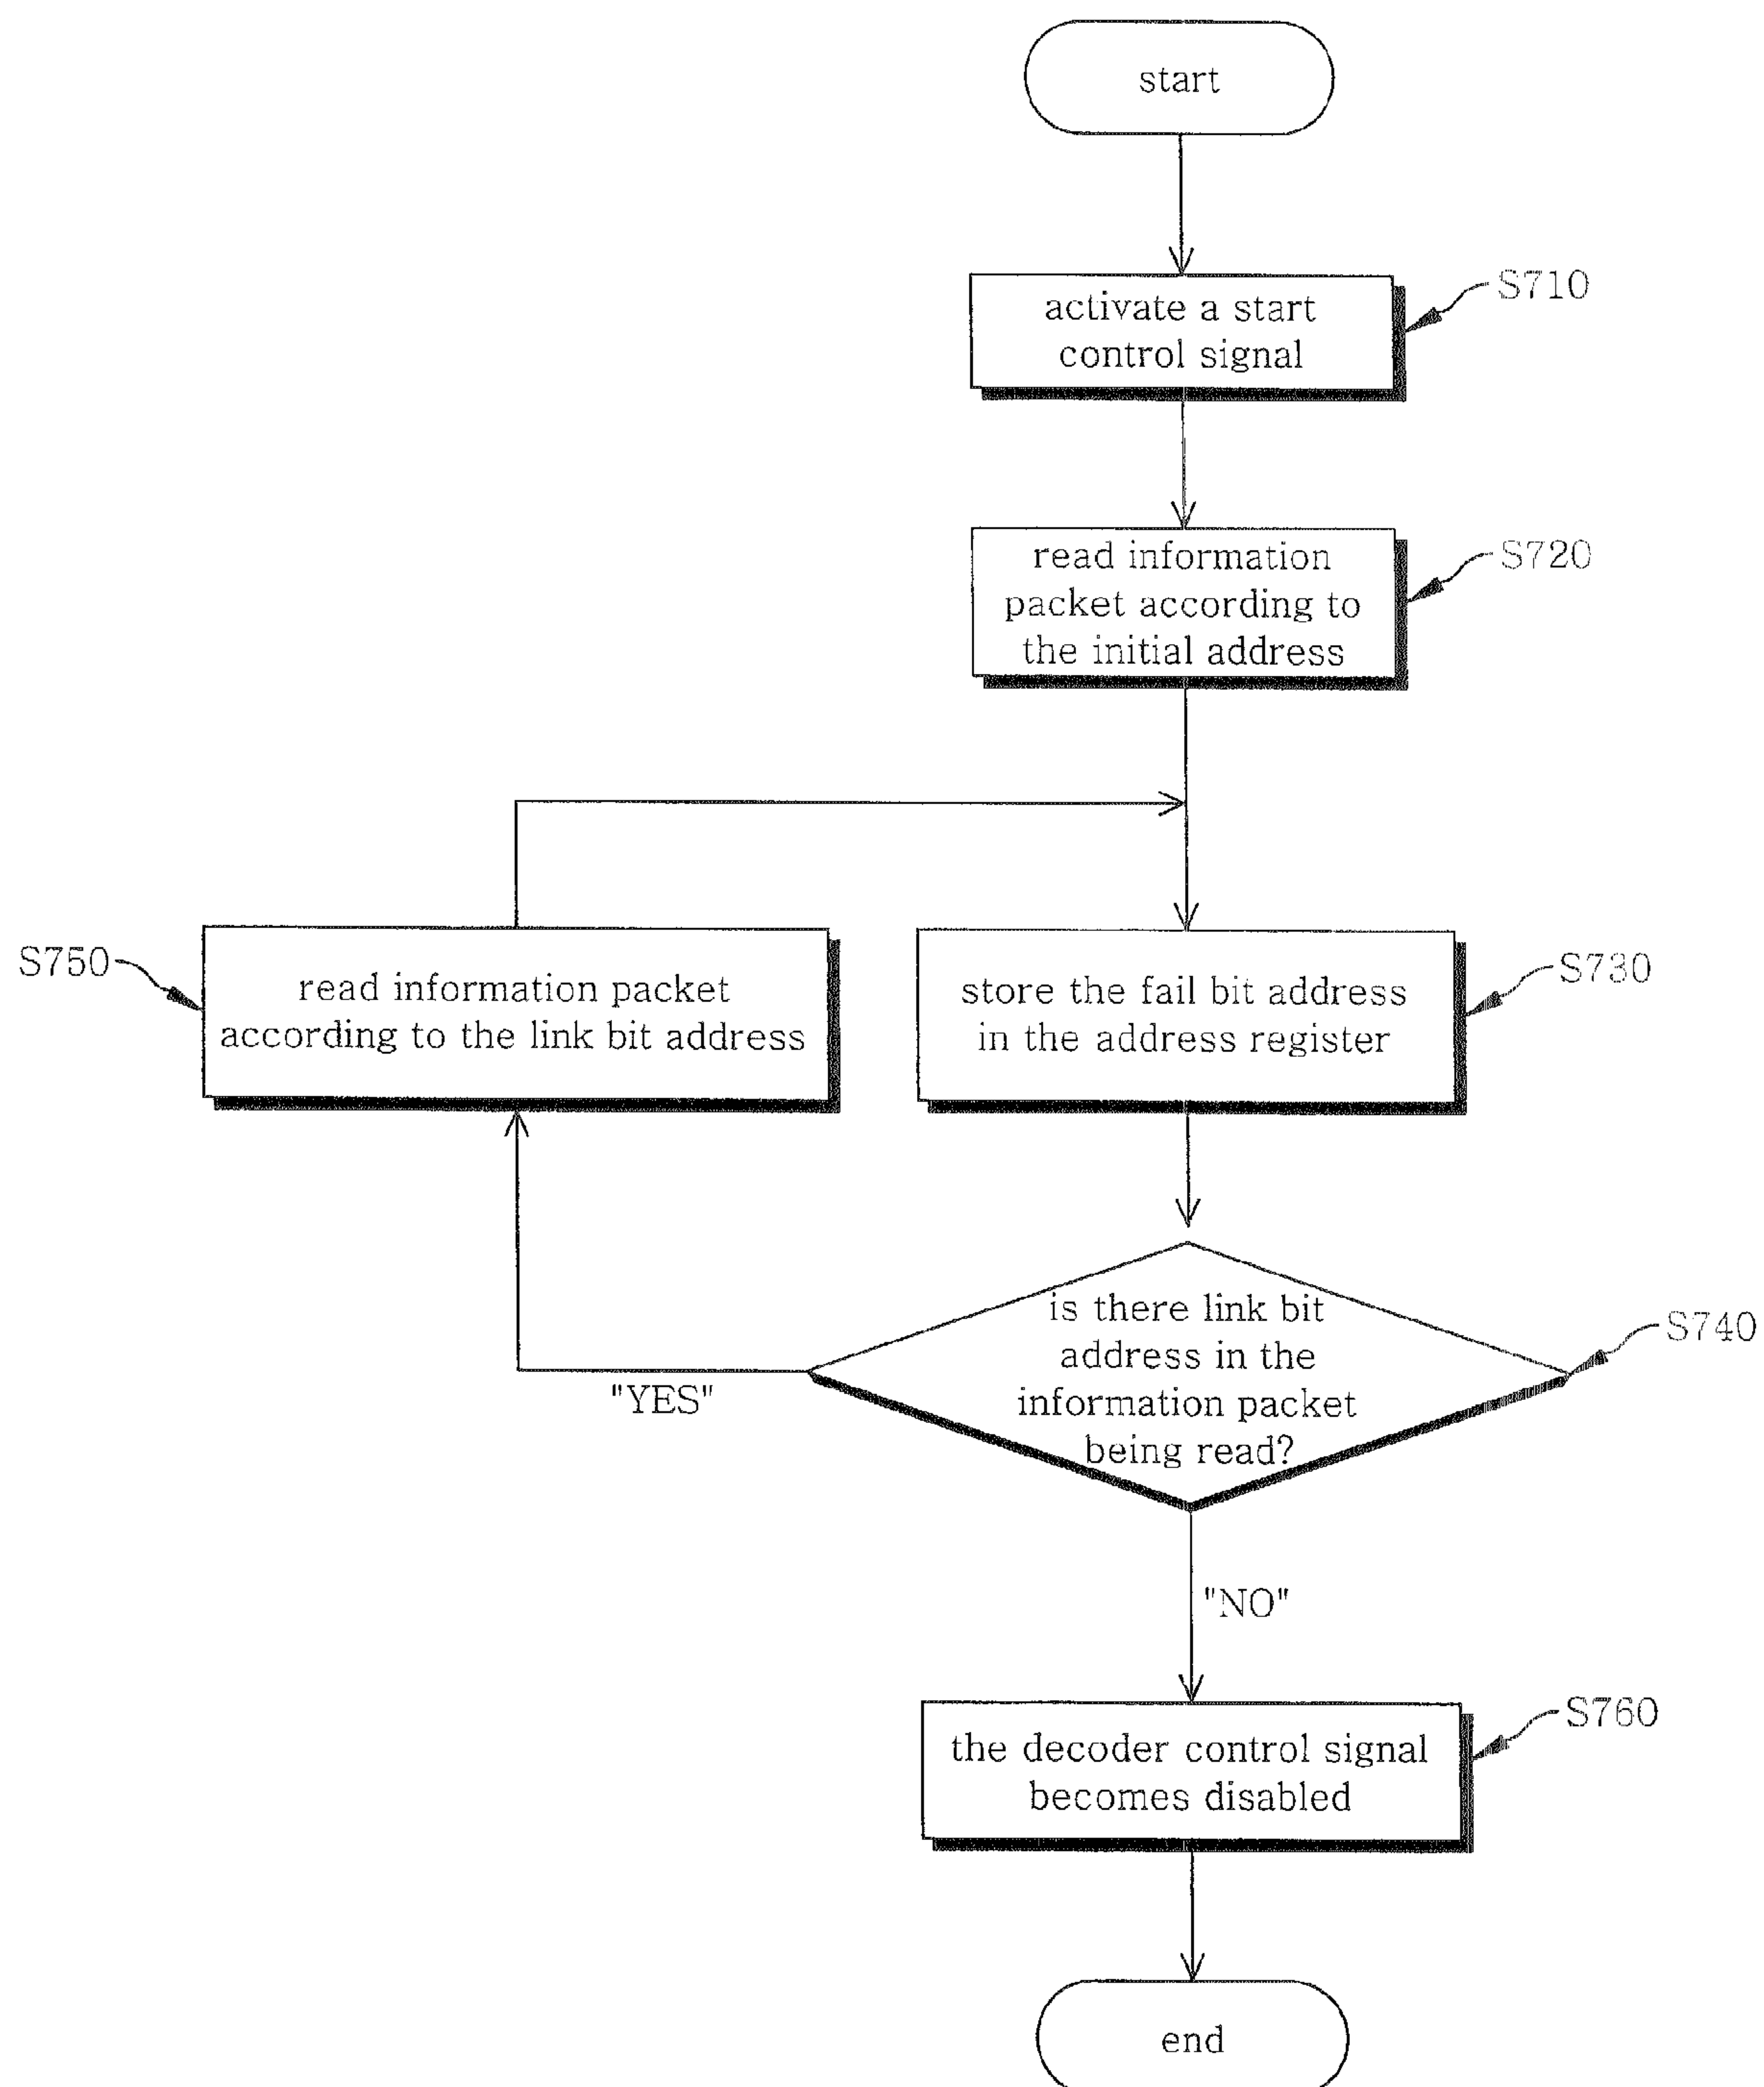 start
activate a start
control signal
S710
read information
packet according to
the initial address
S720
S750
read information packet
according to the link bit address
store the fail bit address
in the address register
S730
is there link bit
address in the
information packet
being read?
S740
"YES"
"NO"
the decoder control signal
becomes disabled
S760
end